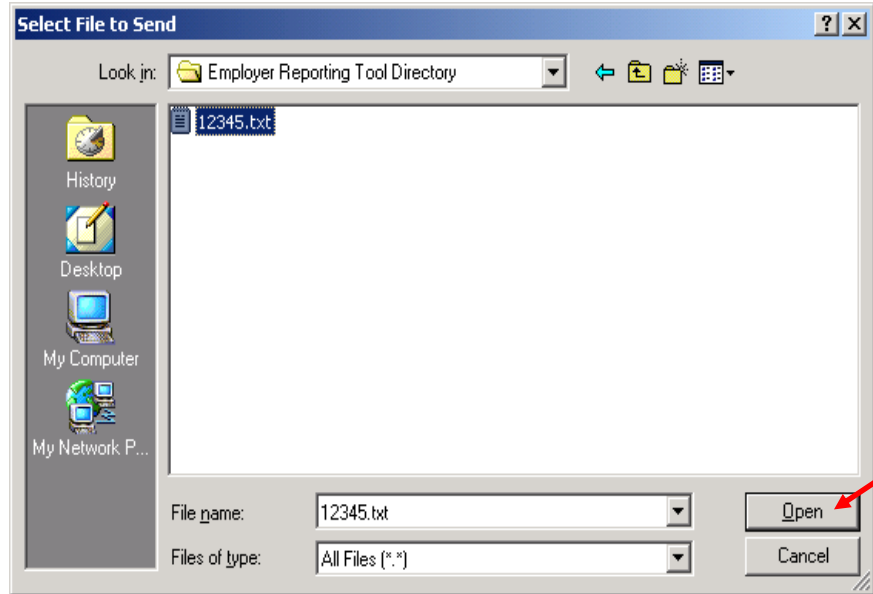 Select File to Send
Look in: Employer Reporting Tool Directory
12345.txt
History
Desktop
My Computer
My Network P...
File name: 12345.txt Open
Files of type: All Files (*.*) Cancel